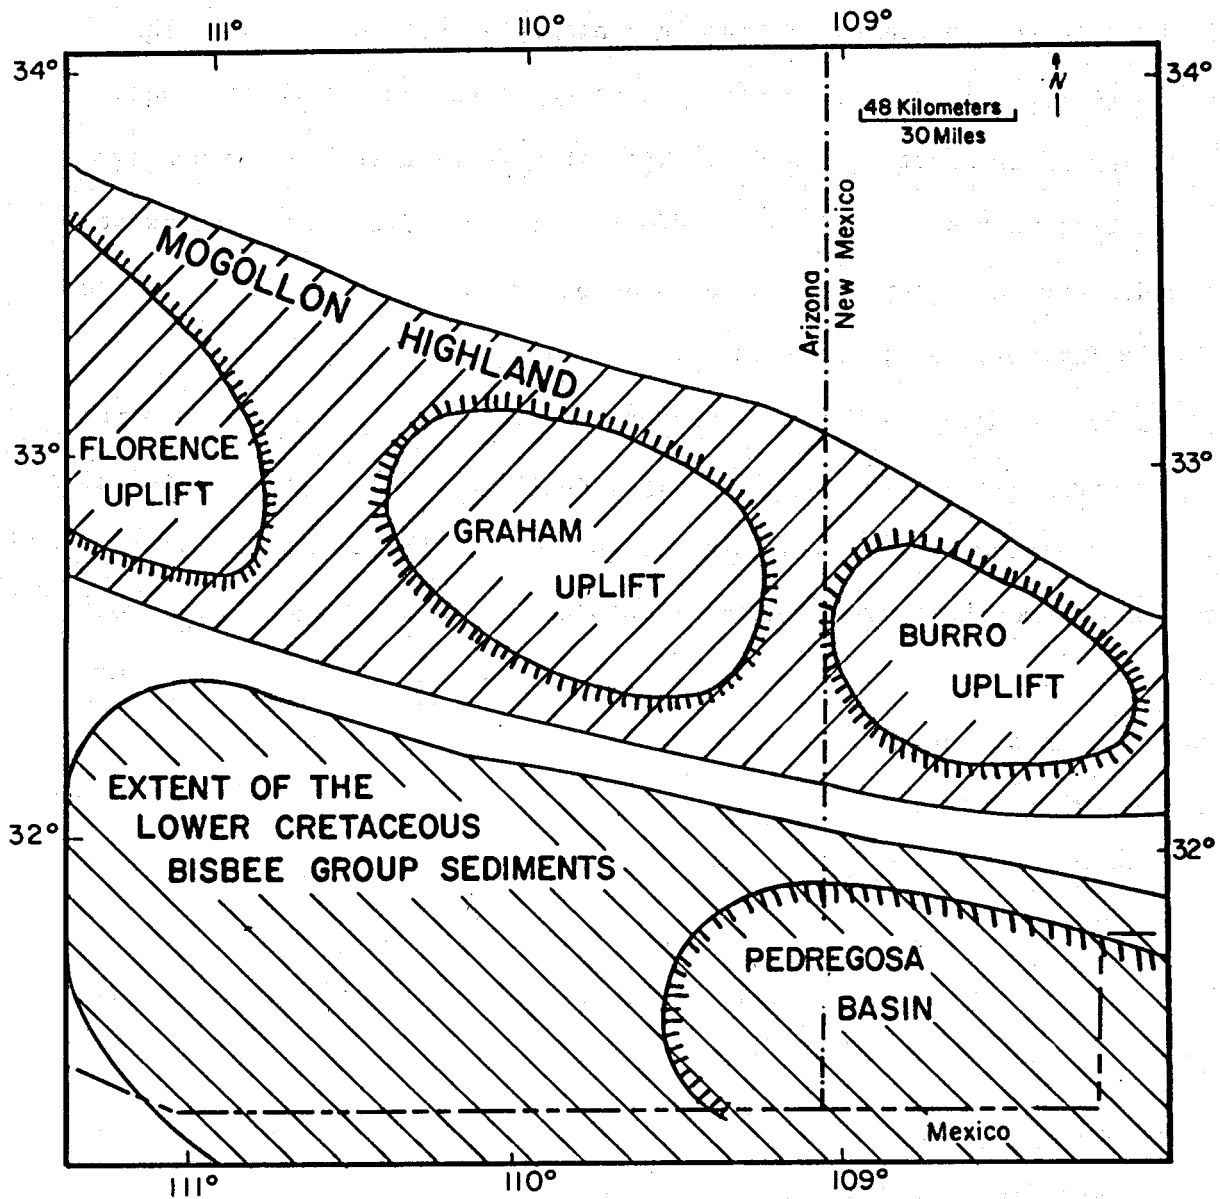 111°
110°
109°
34°
34°
N
48 Kilometers
30 Miles
Arizona
New Mexico
MOGOLLON
HIGHLAND
33°
33°
FLORENCE
UPLIFT
GRAHAM
UPLIFT
BURRO
UPLIFT
EXTENT OF THE
LOWER CRETACEOUS
BISBEE GROUP SEDIMENTS
32°
32°
PEDREGOSA
BASIN
Mexico
111°
110°
109°